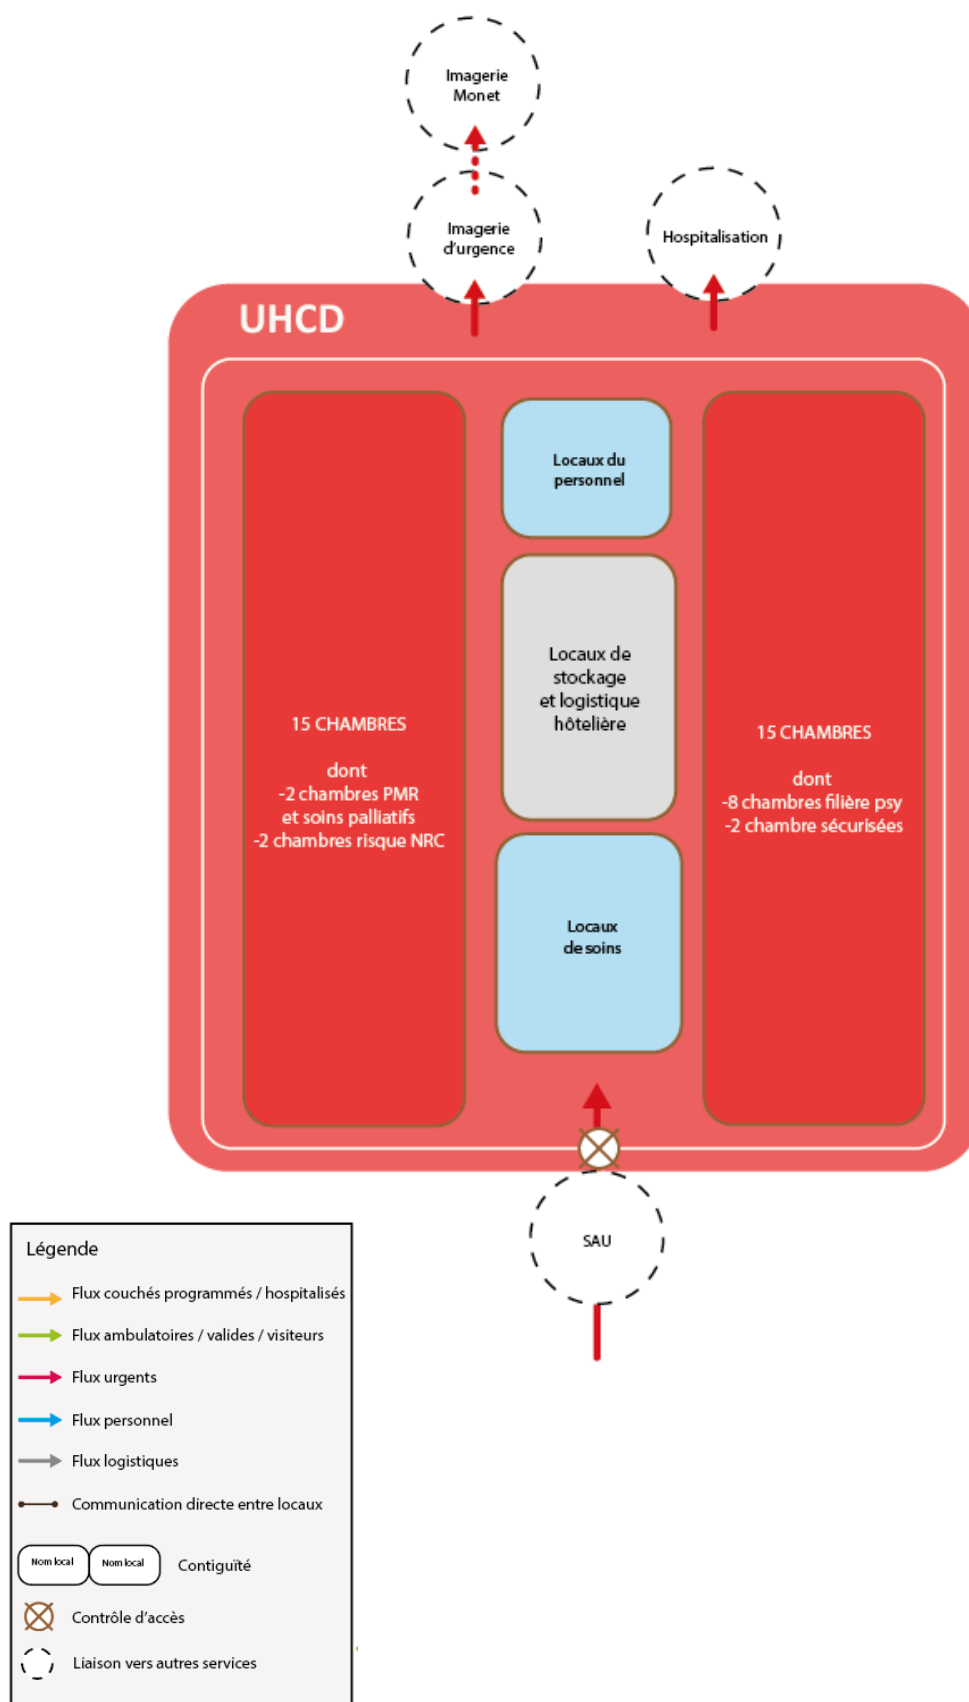 Imagerie
Monet
Imagerie
d'urgence
Hospitalisation
UHCD
Locaux du
personnel
Locaux de
stockage
et logistique
hôtelière
15 CHAMBRES
dont
-2 chambres PMR
et soins palliatifs
-2 chambres risque NRC
15 CHAMBRES
dont
-8 chambres filière psy
-2 chambre sécurisées
Locaux
de soins
SAU
Légende
Flux couchés programmés / hospitalisés
Flux ambulatoires / valides / visiteurs
Flux urgents
Flux personnel
Flux logistiques
Communication directe entre locaux
Nom local
Nom local
Contiguïté
Contrôle d'accès
Liaison vers autres services